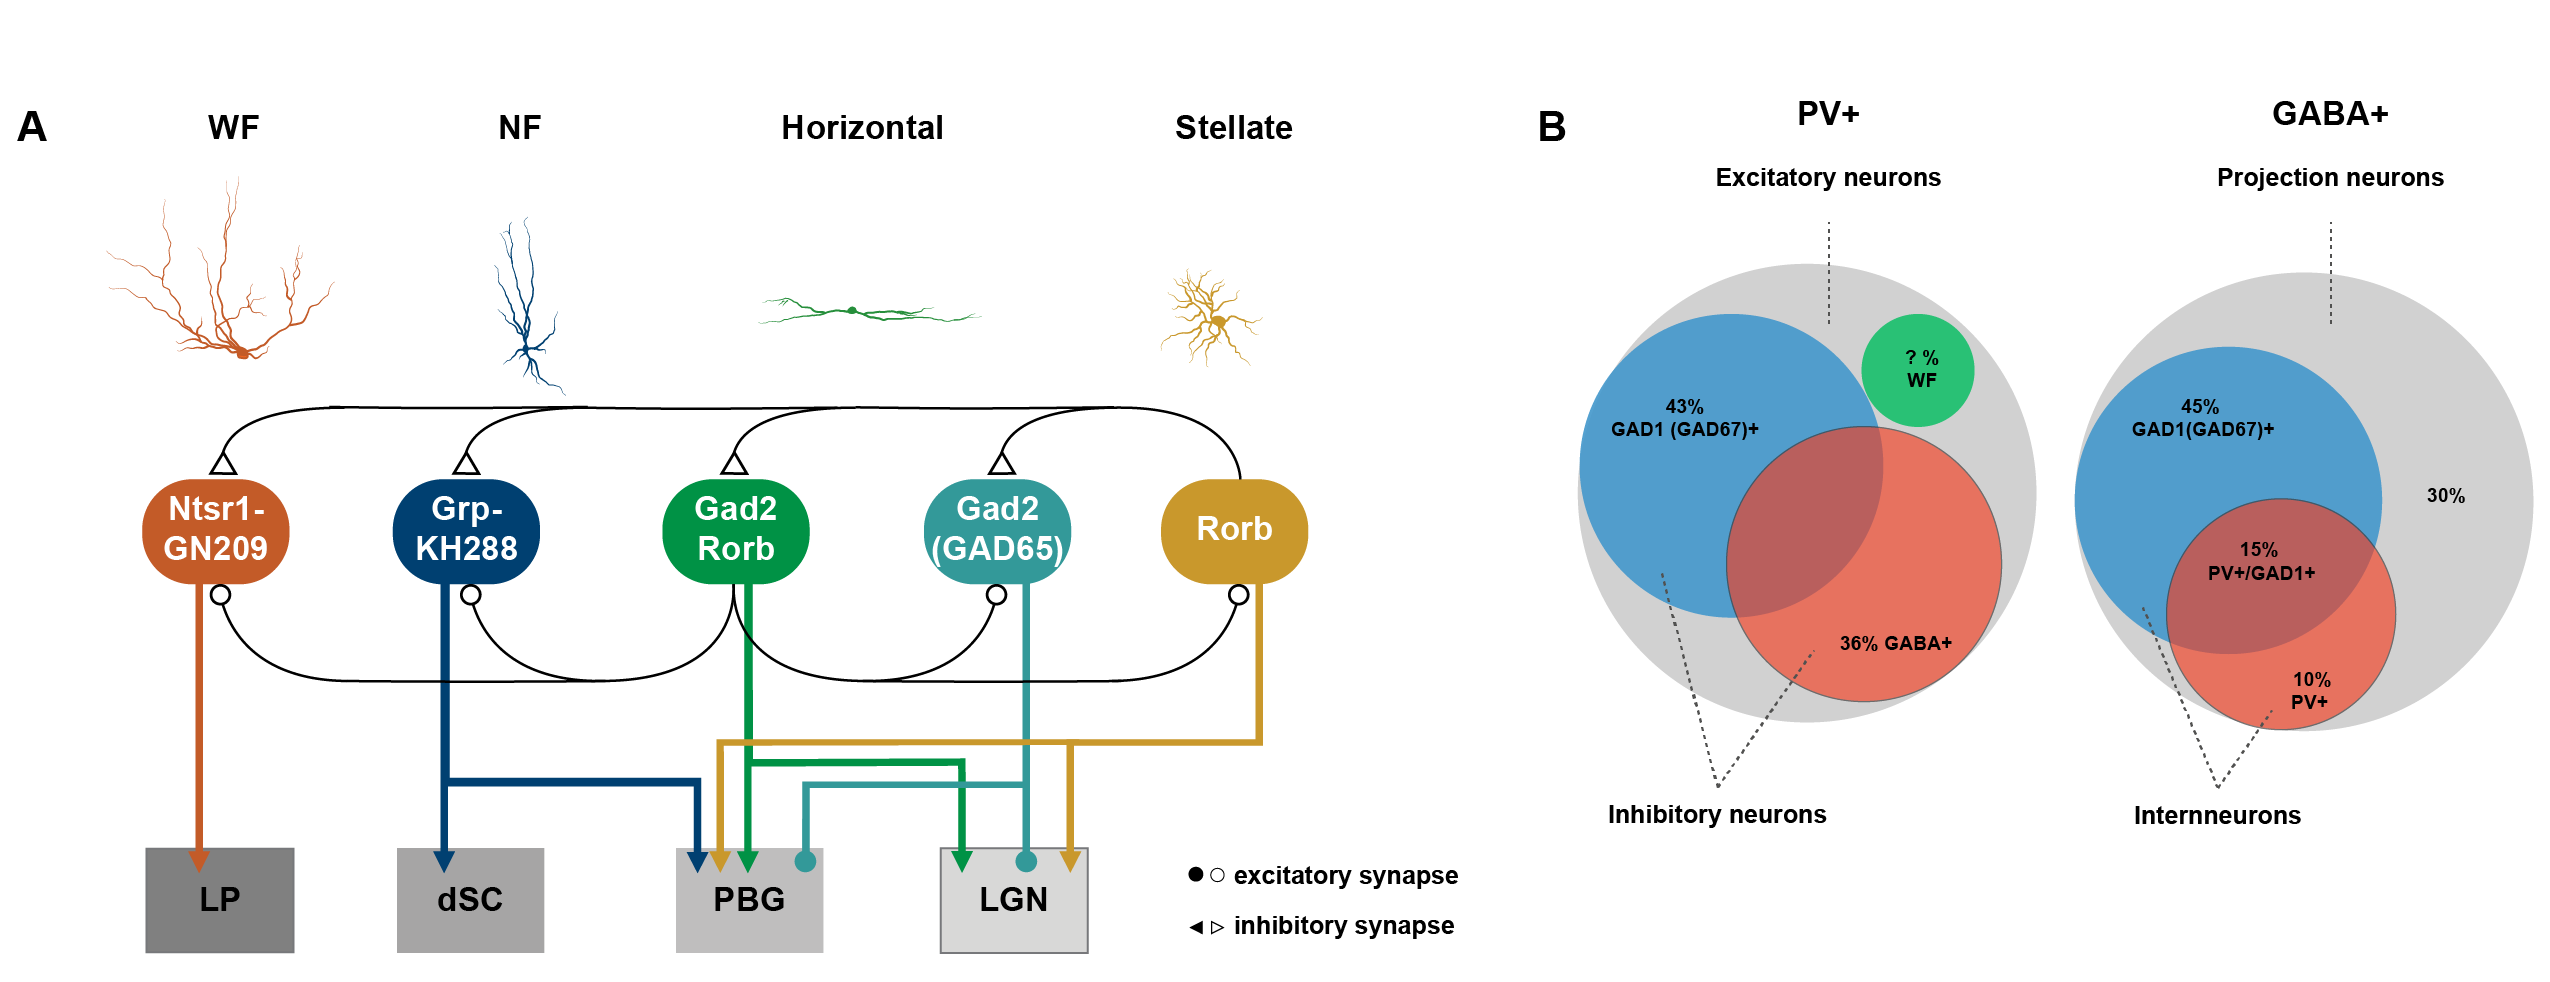 A
WF
NF
Horizontal
Stellate
Ntsr1-
GN209
Grp-
KH288
Gad2
Rorb
Gad2
(GAD65)
Rorb
LP
dSC
PBG
LGN
excitatory synapse
inhibitory synapse
B
PV+
Excitatory neurons
? %
WF
43%
GAD1 (GAD67)+
36% GABA+
Inhibitory neurons
GABA+
Projection neurons
45%
GAD1(GAD67)+
30%
15%
PV+/GAD1+
10%
PV+
Internneurons